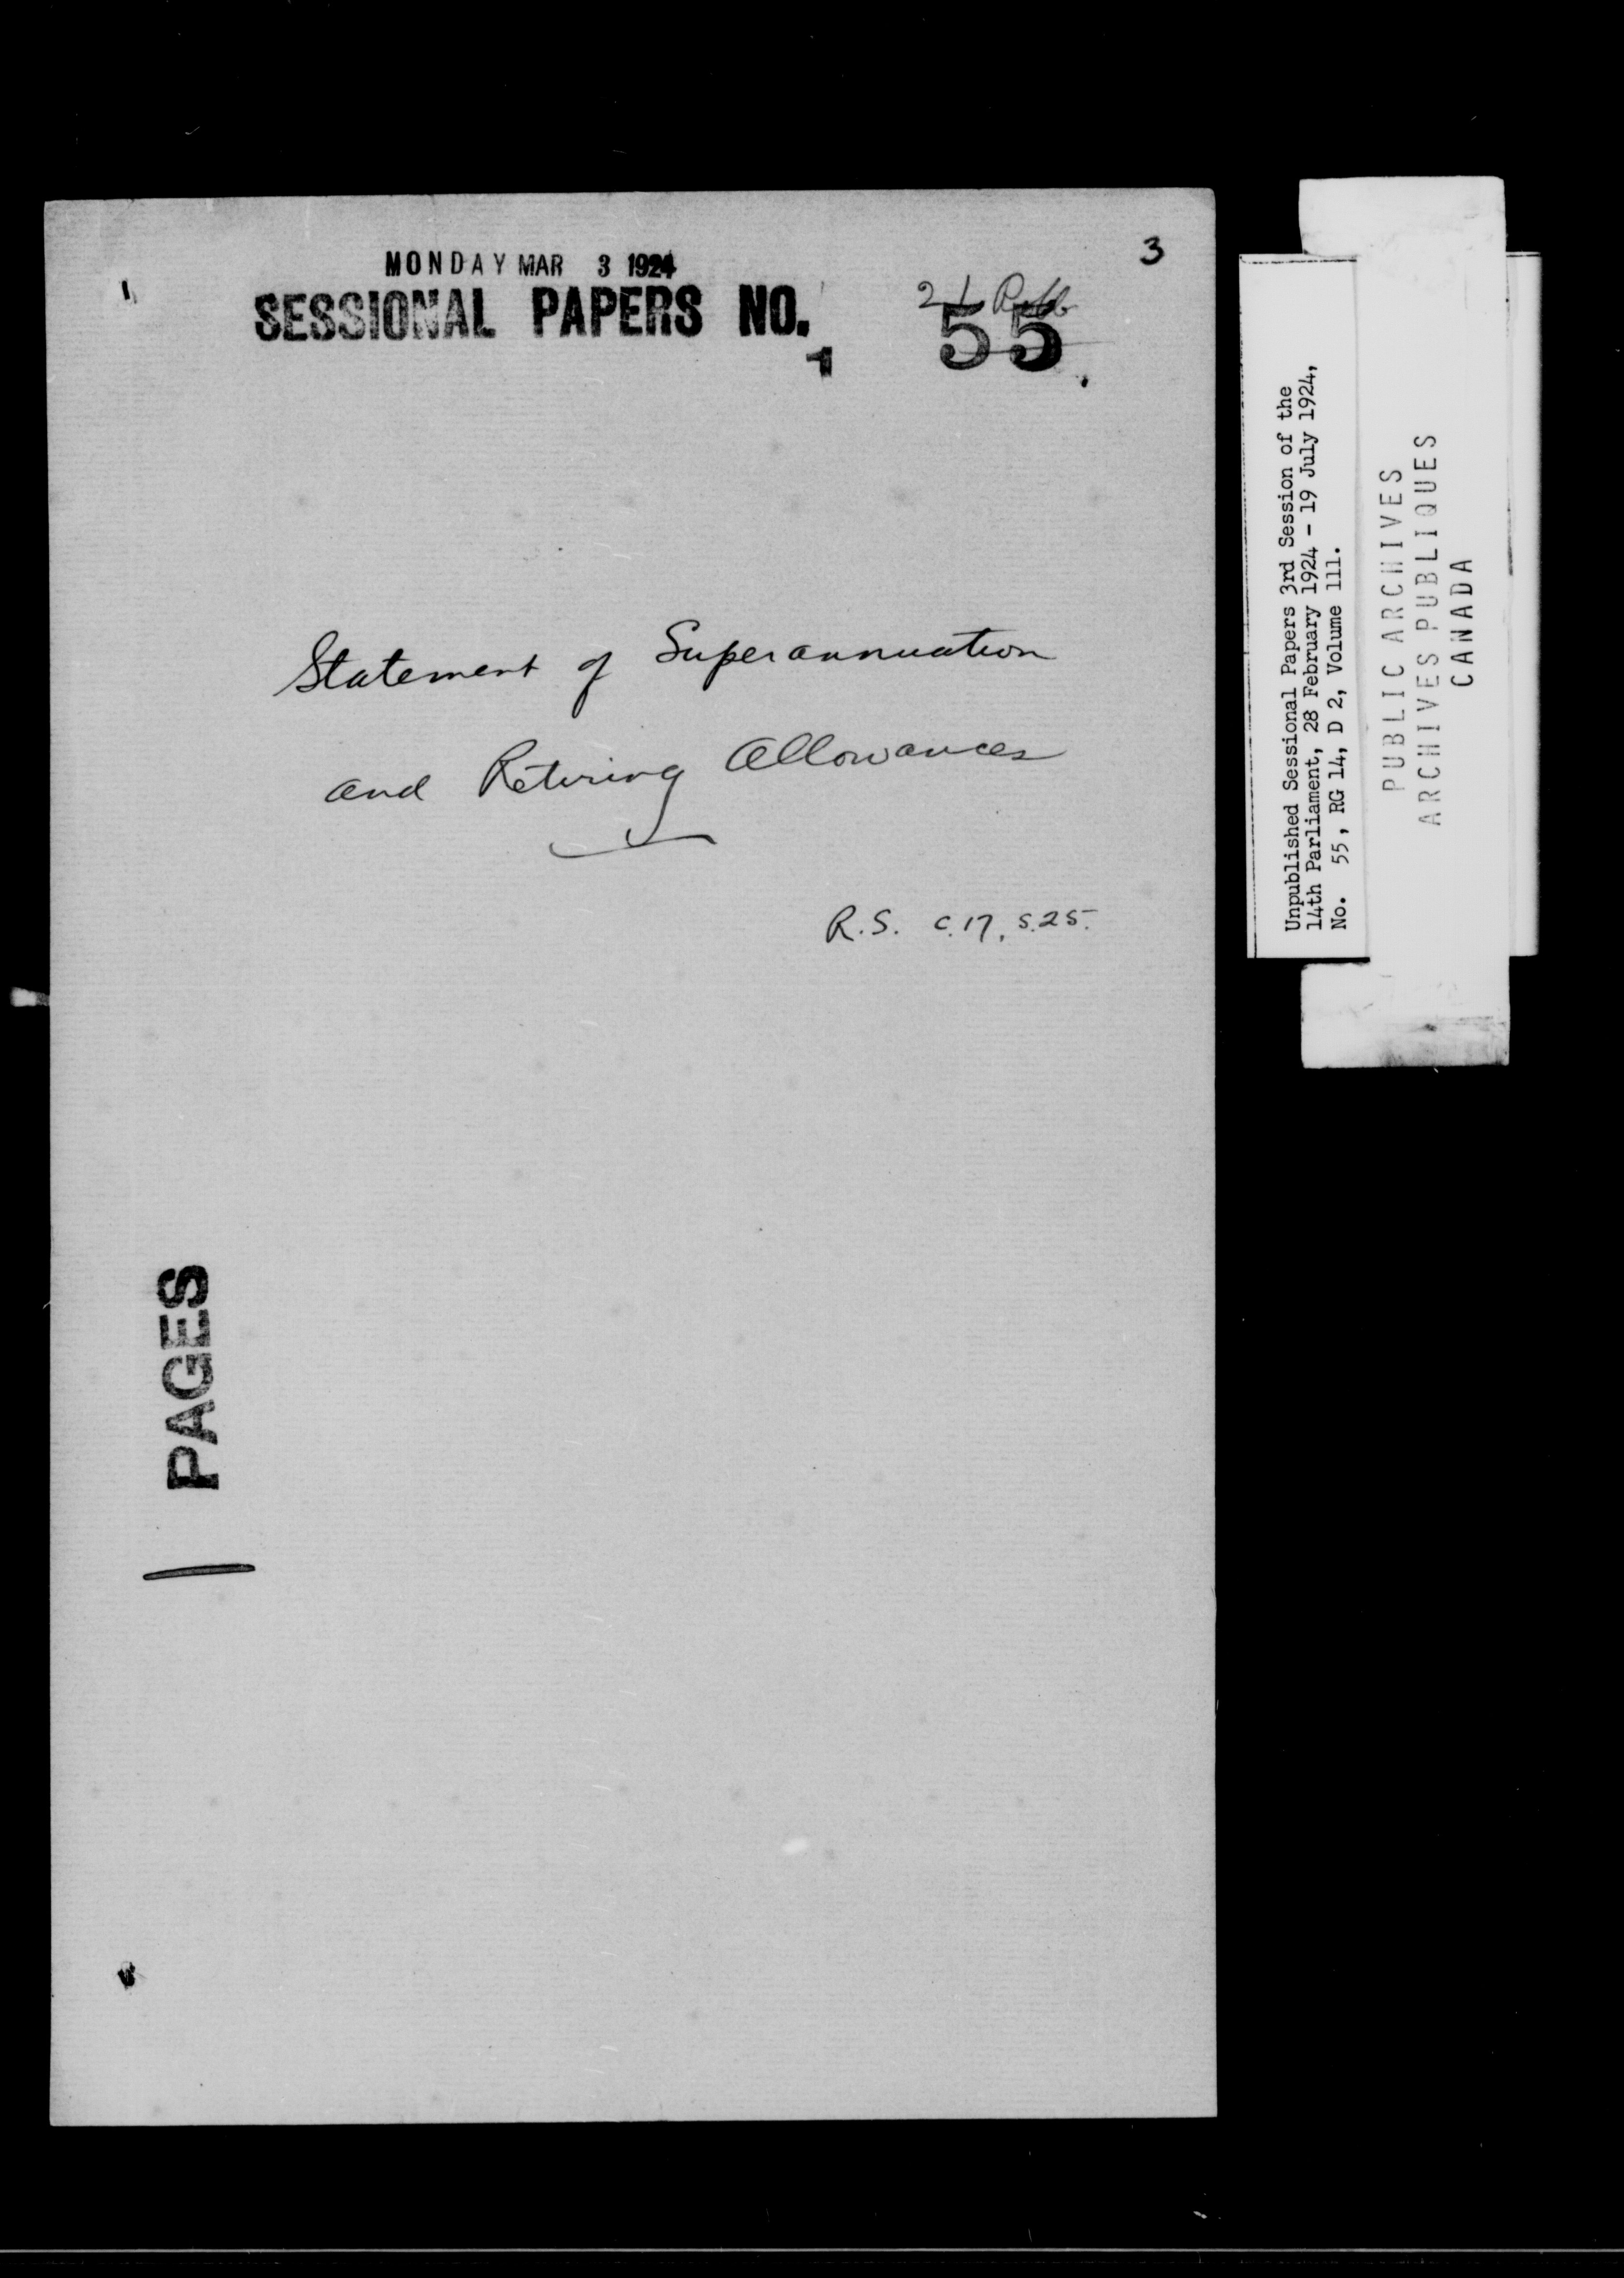 3
MONDAY MAR 3 1924
SESSIONAL PAPERS NO. 55
1
Statement of Superannuation
and Retiring Allowances
R.S. c.17, s.25.
PAGES
Unpublished Sessional Papers 3rd Session of the
14th Parliament, 28 February 1924 - 19 July 1924,
No. 55, RG 14, D 2, Volume 111.
PUBLIC ARCHIVES
ARCHIVES PUBLIQUES
CANADA